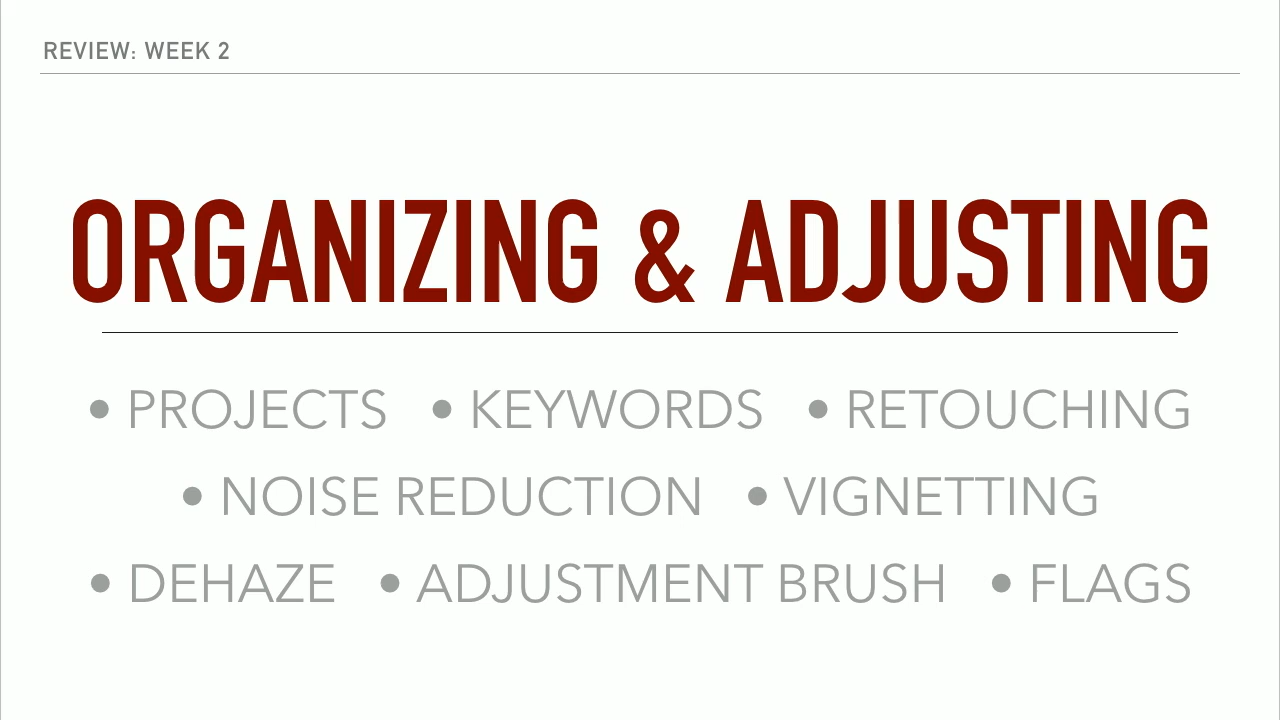 REVIEW: WEEK 2
ORGANIZING & ADJUSTING
• PROJECTS • KEYWORDS • RETOUCHING
• NOISE REDUCTION • VIGNETTING
• DEHAZE • ADJUSTMENT BRUSH • FLAGS